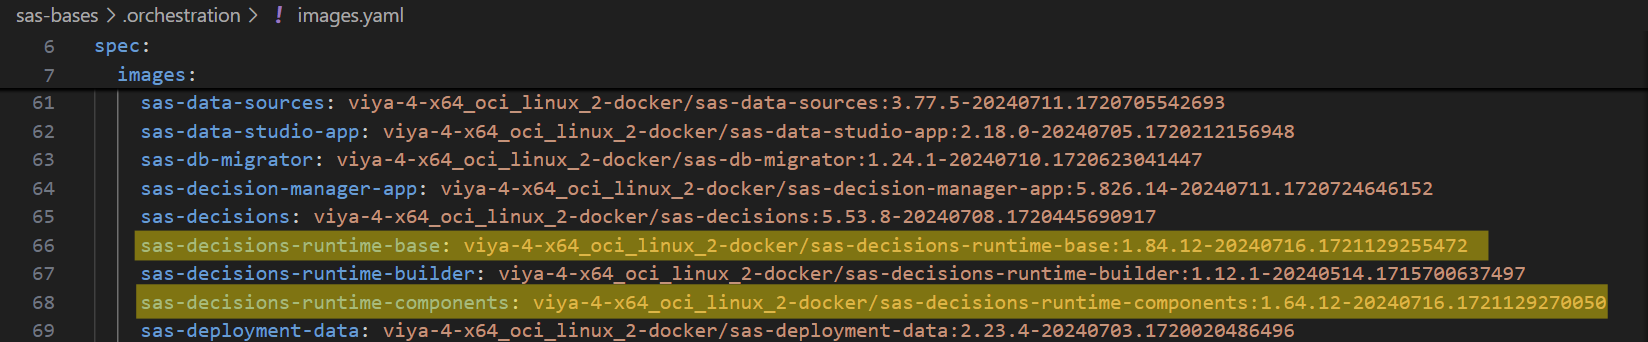 sas-bases > .orchestration > ! images.yaml
6 spec:
7 images:
61 sas-data-sources: viya-4-x64_oci_linux_2-docker/sas-data-sources:3.77.5-20240711.1720705542693
62 sas-data-studio-app: viya-4-x64_oci_linux_2-docker/sas-data-studio-app:2.18.0-20240705.1720212156948
63 sas-db-migrator: viya-4-x64_oci_linux_2-docker/sas-db-migrator:1.24.1-20240710.1720623041447
64 sas-decision-manager-app: viya-4-x64_oci_linux_2-docker/sas-decision-manager-app:5.826.14-20240711.1720724646152
65 sas-decisions: viya-4-x64_oci_linux_2-docker/sas-decisions:5.53.8-20240708.1720445690917
66 sas-decisions-runtime-base: viya-4-x64_oci_linux_2-docker/sas-decisions-runtime-base:1.84.12-20240716.1721129255472
67 sas-decisions-runtime-builder: viya-4-x64_oci_linux_2-docker/sas-decisions-runtime-builder:1.12.1-20240514.1715700637497
68 sas-decisions-runtime-components: viya-4-x64_oci_linux_2-docker/sas-decisions-runtime-components:1.64.12-20240716.1721129270050
69 sas-deployment-data: viya-4-x64_oci_linux_2-docker/sas-deployment-data:2.23.4-20240703.1720020486496